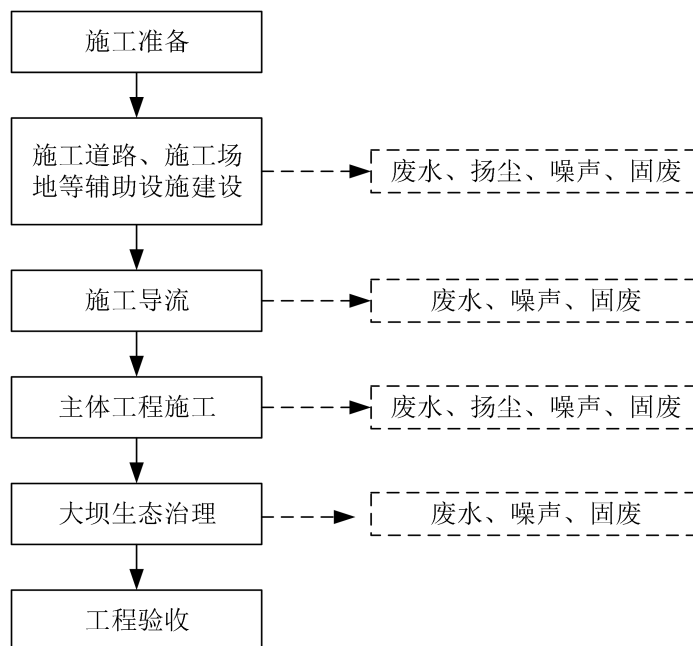 施工准备
施工道路、施工场
地等辅助设施建设
废水、扬尘、噪声、固废
施工导流
废水、噪声、固废
主体工程施工
废水、扬尘、噪声、固废
大坝生态治理
废水、噪声、固废
工程验收